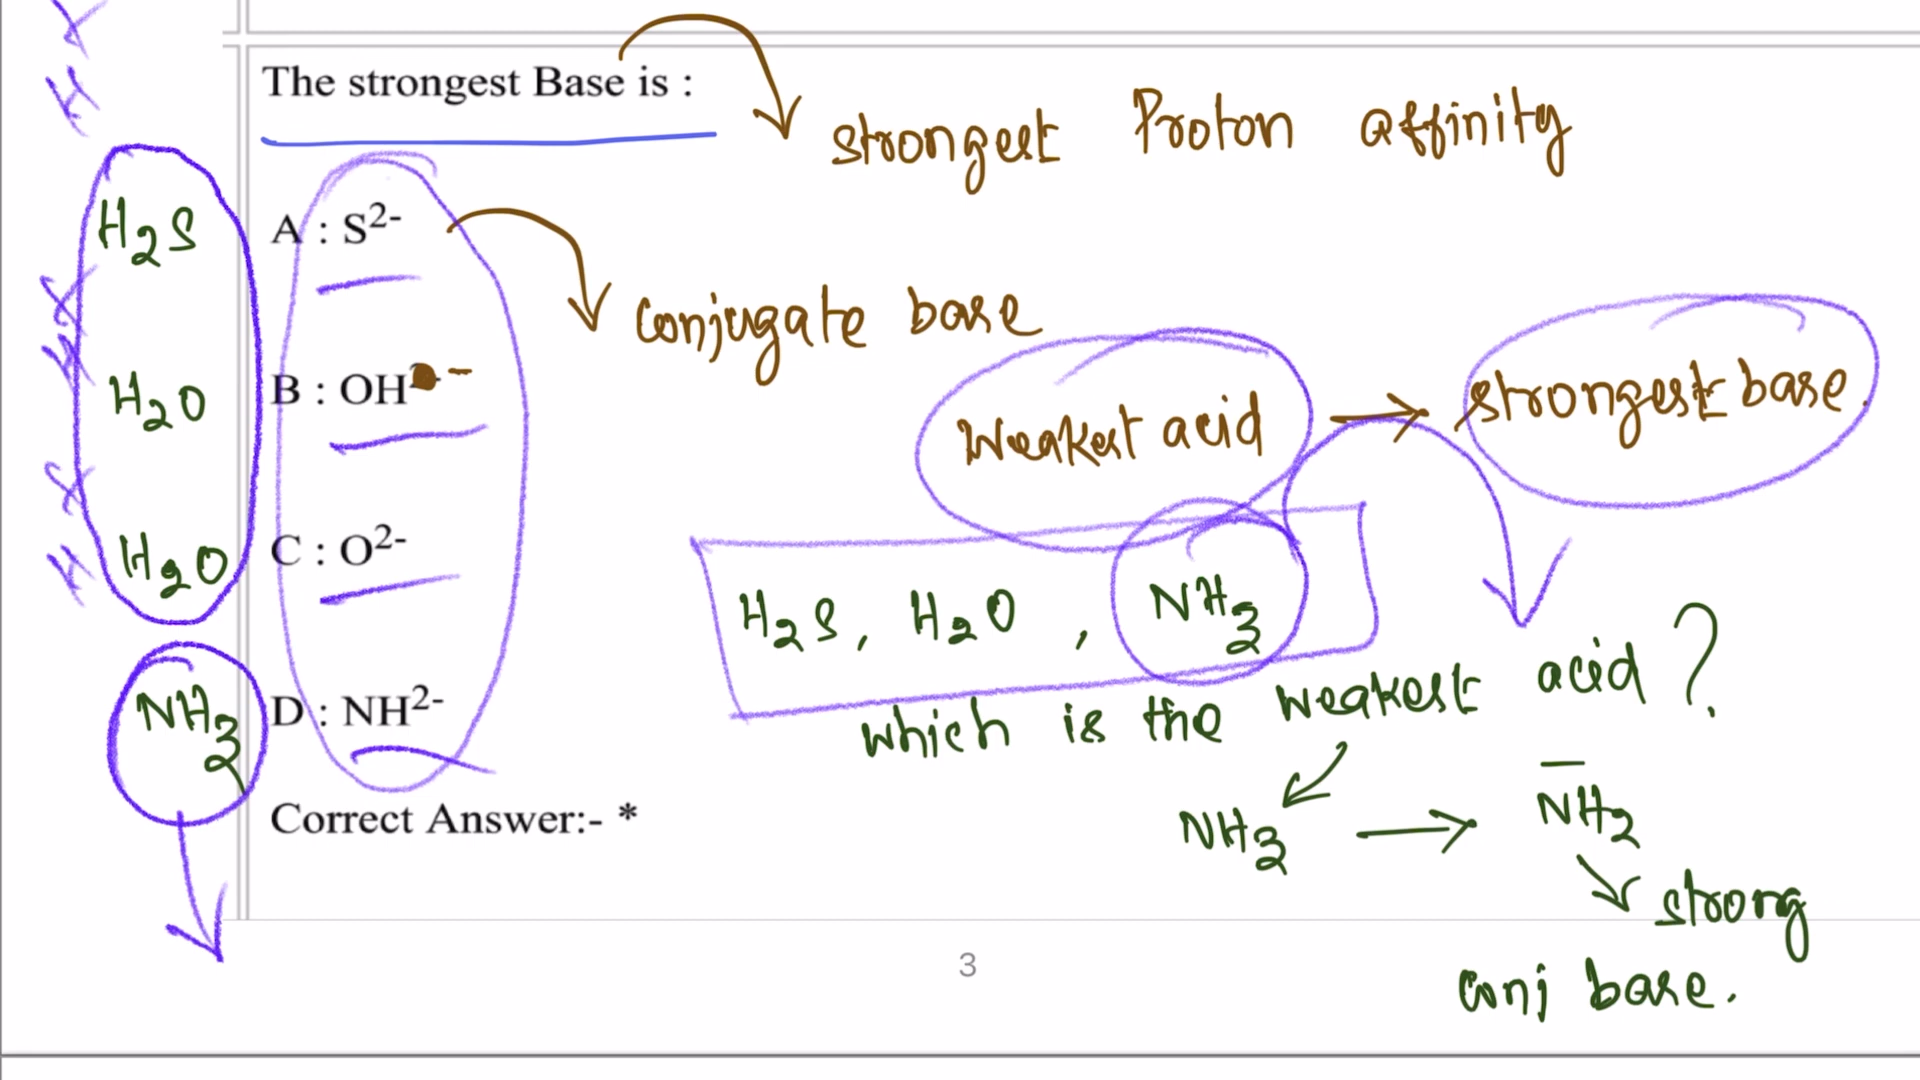 The strongest Base is :
strongest Proton affinity
H2S
A : S2-
conjugate base
H2O
B : OH -
Weakest acid → strongest base.
H2O
C : O2-
H2S, H2O , NH3
which is the weakest acid ?
NH3
D : NH2-
NH3 → NH2
strong
conj base.
Correct Answer:- *
3